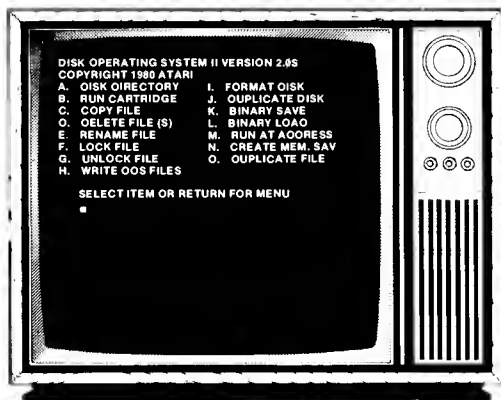 DISK OPERATING SYSTEM II VERSION 2.0S
COPYRIGHT 1980 ATARI
A. OISK OIRECTORY I. FORMAT OISK
B. RUN CARTRIDGE J. OUPLICATE DISK
C. COPY FILE K. BINARY SAVE
O. OELETE FILE (S) L. BINARY LOAO
E. RENAME FILE M. RUN AT AOORESS
F. LOCK FILE N. CREATE MEM. SAV
G. UNLOCK FILE O. OUPLICATE FILE
H. WRITE OOS FILES
SELECT ITEM OR RETURN FOR MENU